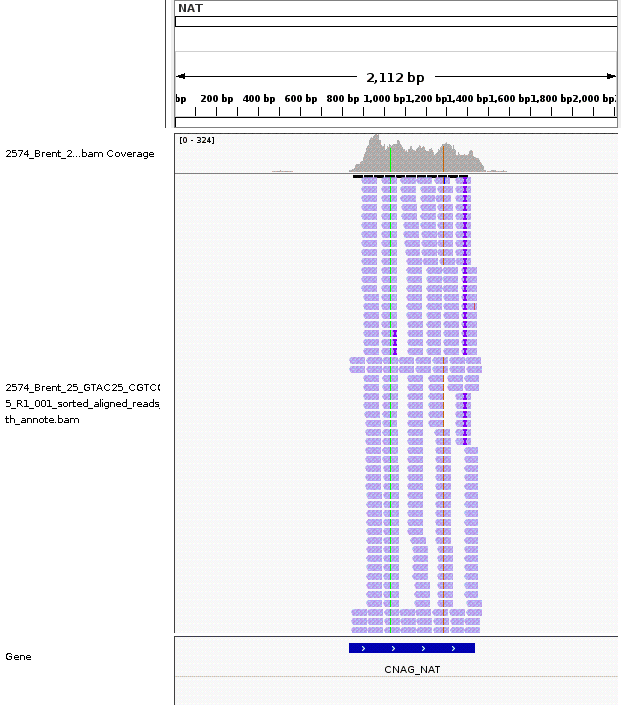 NAT
2,112 bp
bp 200 bp 400 bp 600 bp 800 bp 1,000 bp 1,200 bp 1,400 bp 1,600 bp 1,800 bp 2,000 bp
[0 - 324]
2574_Brent_2...bam Coverage
2574_Brent_25_GTAC25_CGTC
5_R1_001_sorted_aligned_reads_
th_annote.bam
Gene
CNAG_NAT